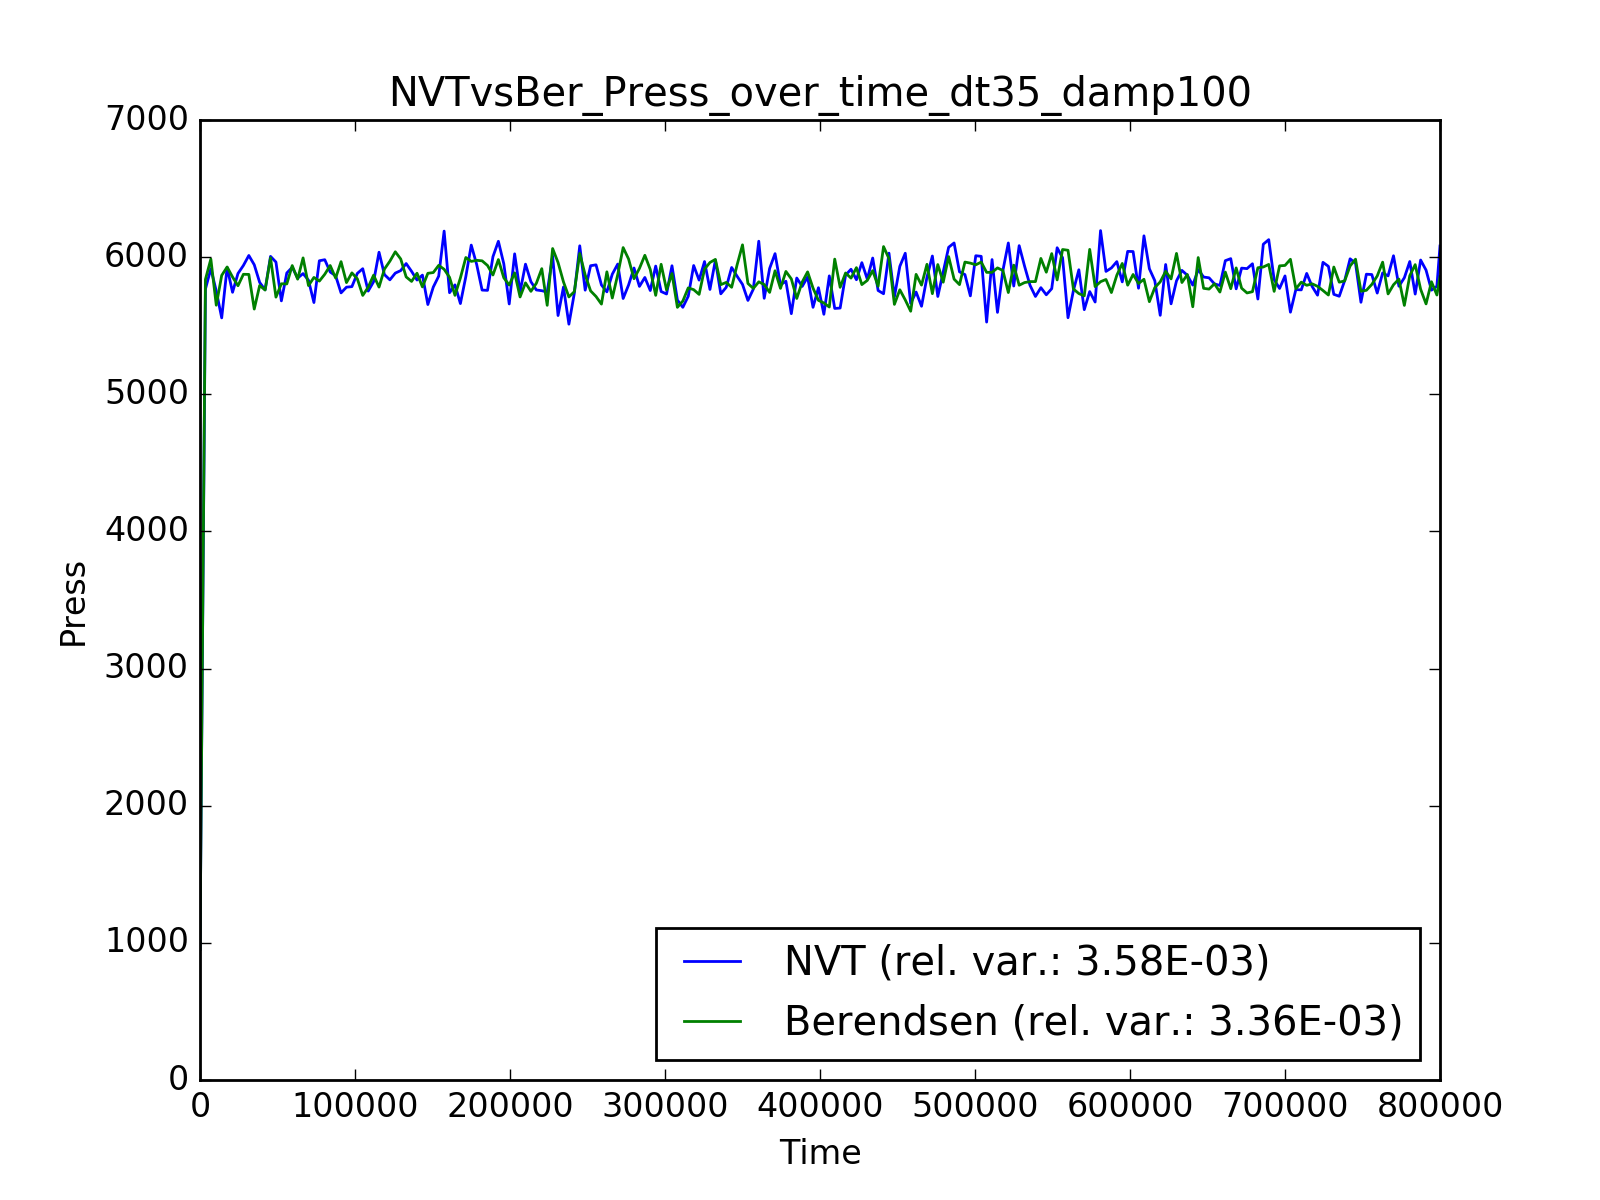 NVTvsBer_Press_over_time_dt35_damp100
7000
6000
5000
4000
3000
2000
1000
0
Press
NVT (rel. var.: 3.58E-03)
Berendsen (rel. var.: 3.36E-03)
0 100000 200000 300000 400000 500000 600000 700000 800000
Time